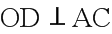 OD ⊥ AC